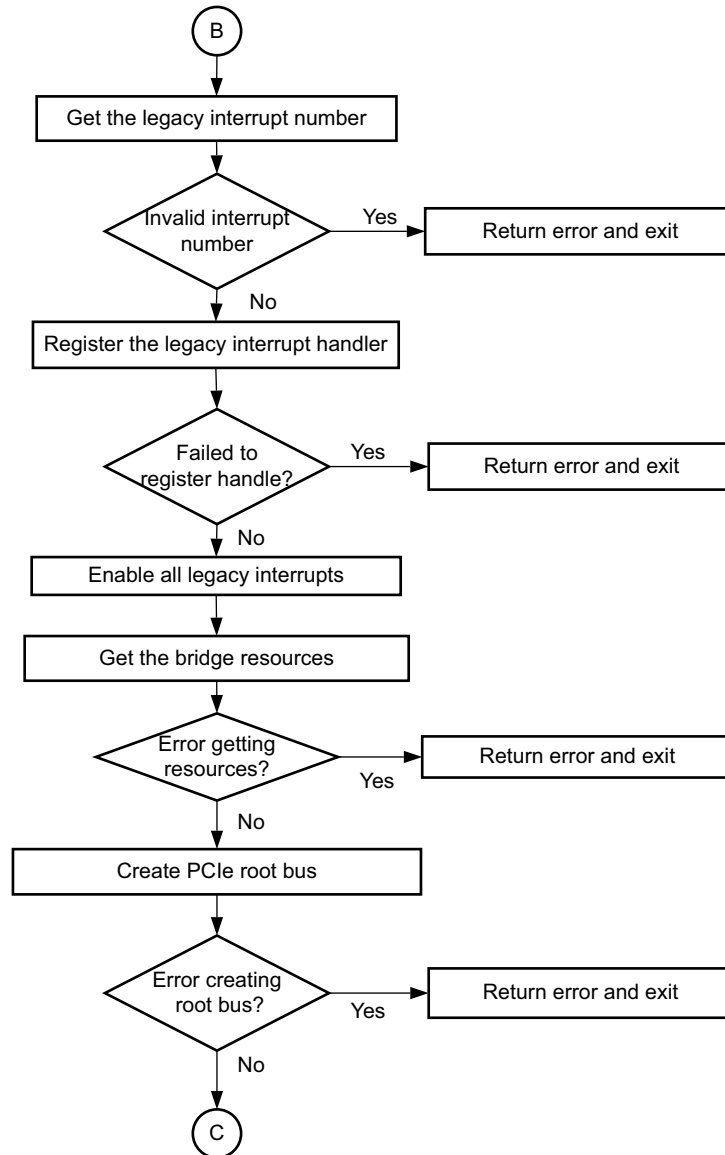 B
Get the legacy interrupt number
Invalid interrupt
number
Yes
Return error and exit
No
Register the legacy interrupt handler
Failed to
register handle?
Yes
Return error and exit
No
Enable all legacy interrupts
Get the bridge resources
Error getting
resources?
Yes
Return error and exit
No
Create PCIe root bus
Error creating
root bus?
Yes
Return error and exit
No
C